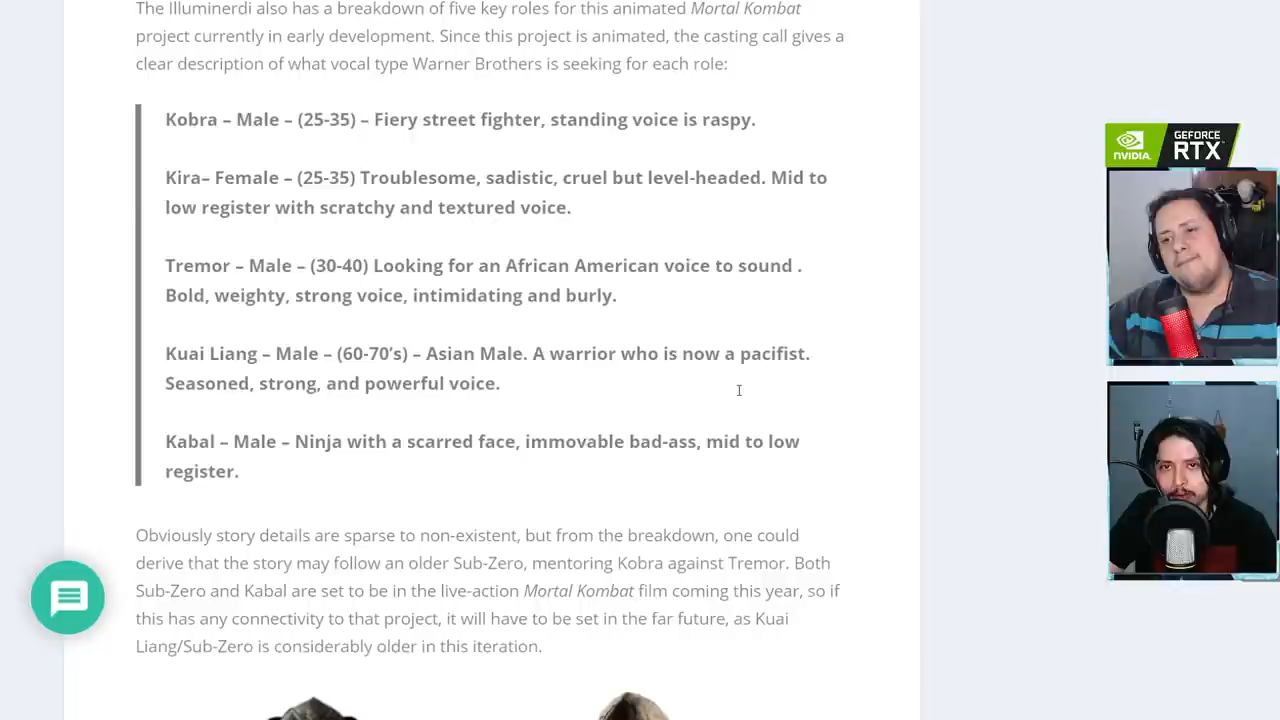 The Illuminerdi also has a breakdown of five key roles for this animated Mortal Kombat
project currently in early development. Since this project is animated, the casting call gives a
clear description of what vocal type Warner Brothers is seeking for each role:
Kobra – Male – (25-35) – Fiery street fighter, standing voice is raspy.
Kira– Female – (25-35) Troublesome, sadistic, cruel but level-headed. Mid to
low register with scratchy and textured voice.
Tremor – Male – (30-40) Looking for an African American voice to sound .
Bold, weighty, strong voice, intimidating and burly.
Kuai Liang – Male – (60-70’s) – Asian Male. A warrior who is now a pacifist.
Seasoned, strong, and powerful voice.
Kabal – Male – Ninja with a scarred face, immovable bad-ass, mid to low
register.
Obviously story details are sparse to non-existent, but from the breakdown, one could
derive that the story may follow an older Sub-Zero, mentoring Kobra against Tremor. Both
Sub-Zero and Kabal are set to be in the live-action Mortal Kombat film coming this year, so if
this has any connectivity to that project, it will have to be set in the far future, as Kuai
Liang/Sub-Zero is considerably older in this iteration.
NVIDIA.
GEFORCE
RTX